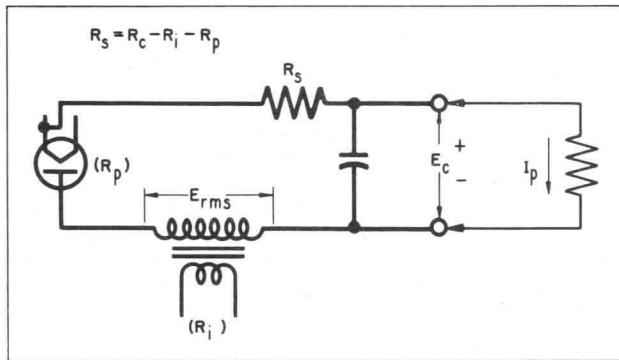 R_s = R_c - R_i - R_p
R_s
(R_p)
E_rms
+
E_c
-
I_p
(R_i)